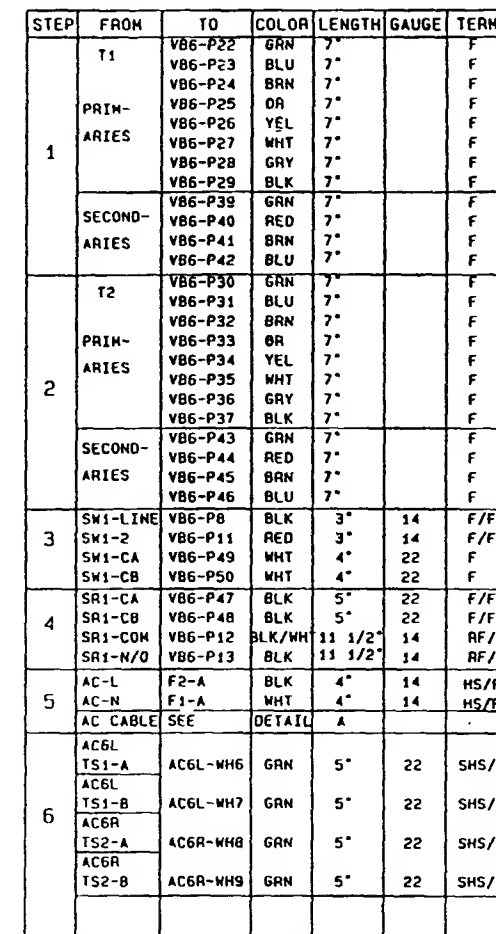 STEP FROM TO COLOR LENGTH GAUGE TERM
T1 VB6-P22 GRN 7" F
VB6-P23 BLU 7" F
VB6-P24 BRN 7" F
PRIM- VB6-P25 OR 7" F
VB6-P26 YEL 7" F
1 ARIES VB6-P27 WHT 7" F
VB6-P28 GRY 7" F
VB6-P29 BLK 7" F
VB6-P39 GRN 7" F
SECOND- VB6-P40 RED 7" F
ARIES VB6-P41 BRN 7" F
VB6-P42 BLU 7" F
T2 VB6-P30 GRN 7" F
VB6-P31 BLU 7" F
VB6-P32 BRN 7" F
PRIM- VB6-P33 OR 7" F
VB6-P34 YEL 7" F
2 ARIES VB6-P35 WHT 7" F
VB6-P36 GRY 7" F
VB6-P37 BLK 7" F
VB6-P43 GRN 7" F
SECOND- VB6-P44 RED 7" F
ARIES VB6-P45 BRN 7" F
VB6-P46 BLU 7" F
SW1-LINE VB6-P8 BLK 3" 14 F/F
3 SW1-2 VB6-P11 RED 3" 14 F/F
SW1-CA VB6-P49 WHT 4" 22 F
SW1-CB VB6-P50 WHT 4" 22 F
SR1-CA VB6-P47 BLK 5" 22 F/F
4 SR1-CB VB6-P48 BLK 5" 22 F/F
SR1-COM VB6-P12 BLK/WH 11 1/2" 14 RF/
SR1-N/O VB6-P13 BLK 11 1/2" 14 RF/
AC-L F2-A BLK 4" 14 HS/F
5 AC-N F1-A WHT 4" 14 HS/F
AC CABLE SEE DETAIL A
AC6L
TS1-A AC6L-WH6 GRN 5" 22 SHS/
AC6L
6 TS1-B AC6L-WH7 GRN 5" 22 SHS/
AC6R
TS2-A AC6R-WH8 GRN 5" 22 SHS/
AC6R
TS2-B AC6R-WH9 GRN 5" 22 SHS/